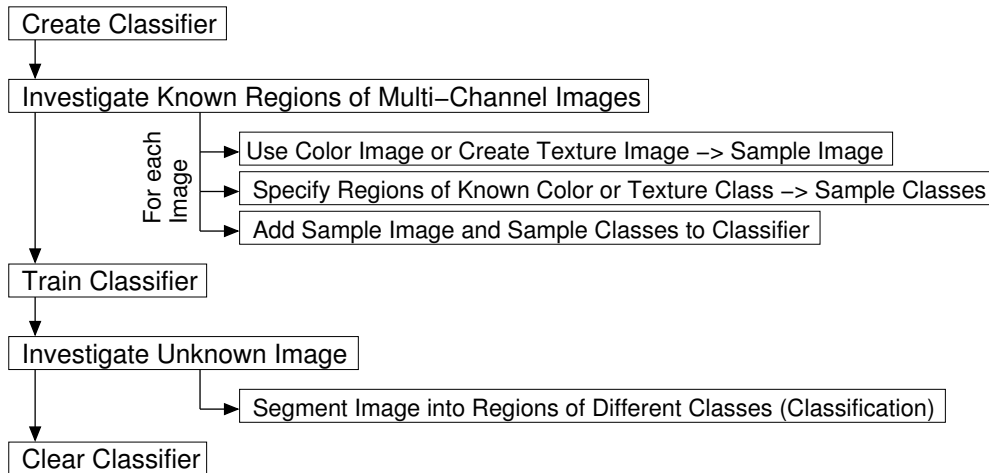 Create Classifier
Investigate Known Regions of Multi−Channel Images
For each
Image
Use Color Image or Create Texture Image −> Sample Image
Specify Regions of Known Color or Texture Class −> Sample Classes
Add Sample Image and Sample Classes to Classifier
Train Classifier
Investigate Unknown Image
Segment Image into Regions of Different Classes (Classification)
Clear Classifier